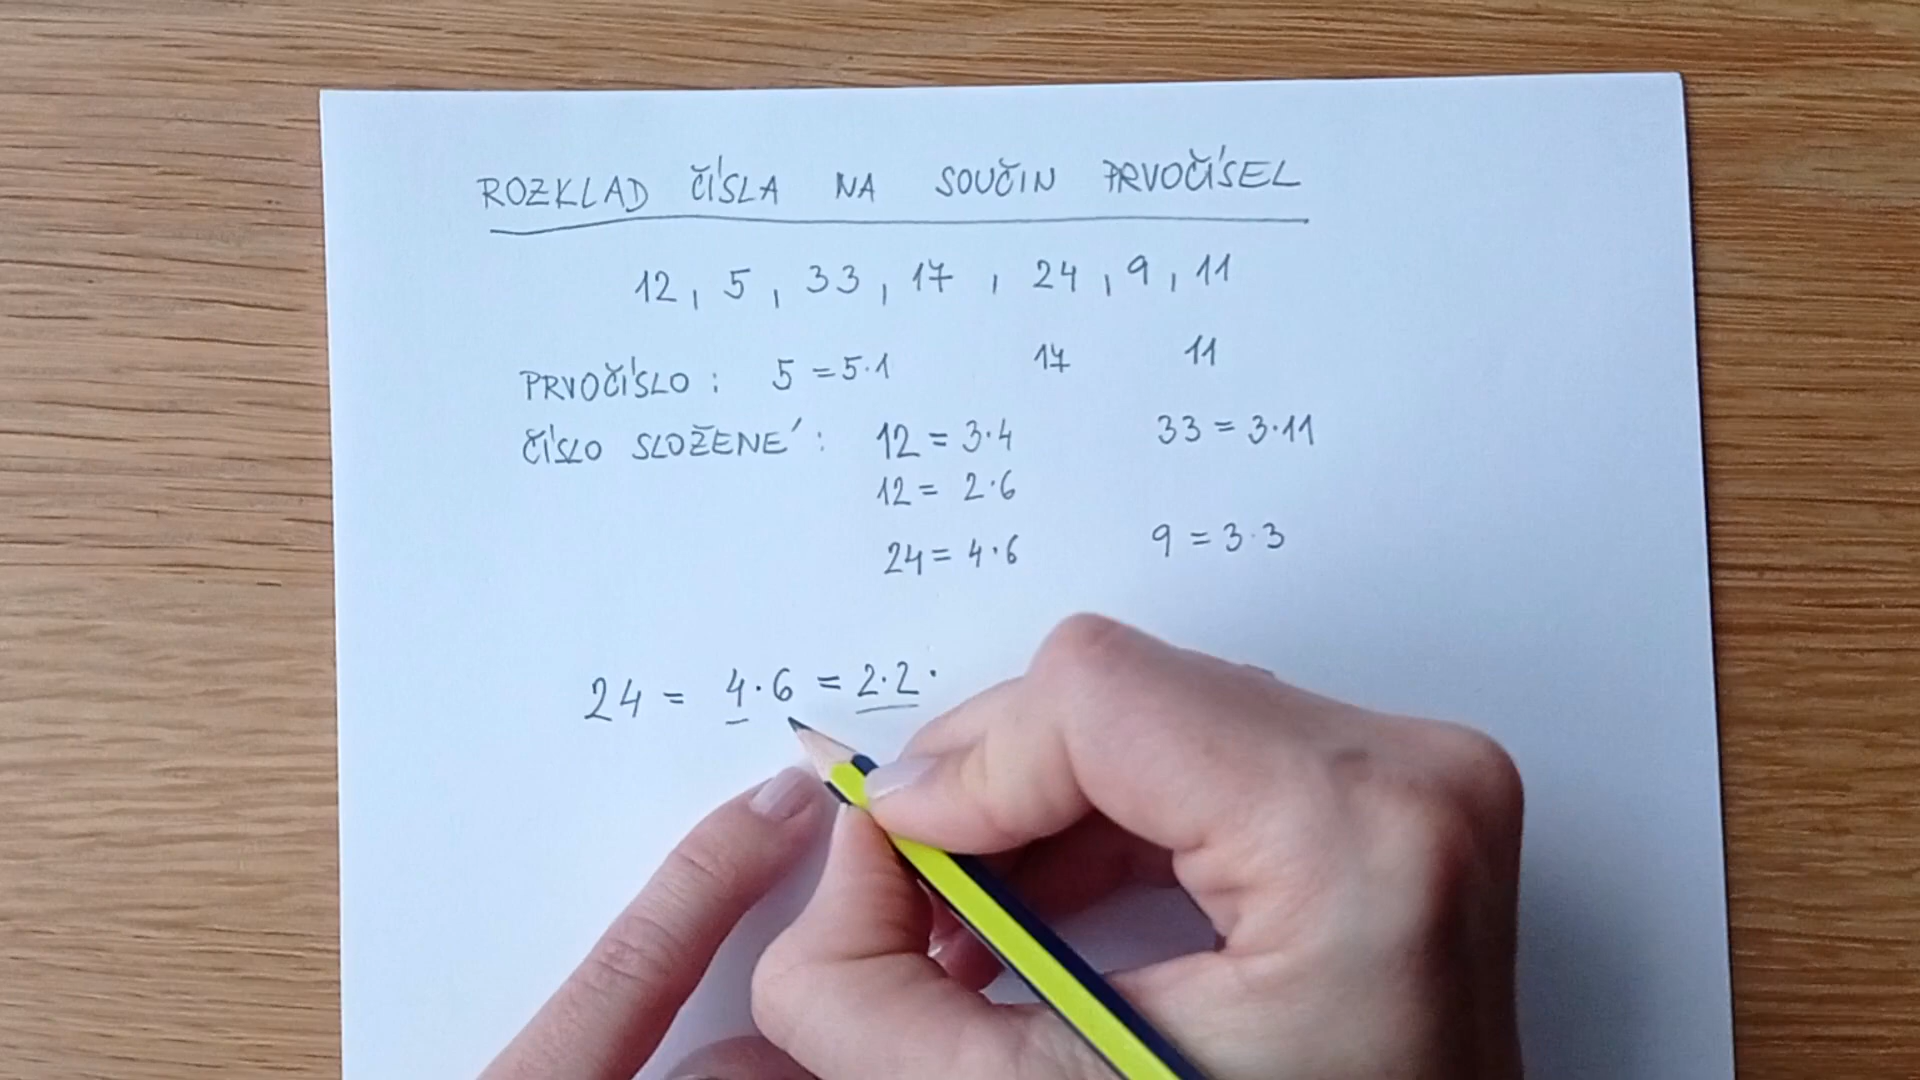 ROZKLAD ČÍSLA NA SOUČIN PRVOČÍSEL
12, 5, 33, 17, 24, 9, 11
PRVOČÍSLO: 5 = 5·1 17 11
ČÍSLO SLOŽENÉ: 12 = 3·4 33 = 3·11
12 = 2·6
24 = 4·6 9 = 3·3
24 = 4·6 = 2·2·